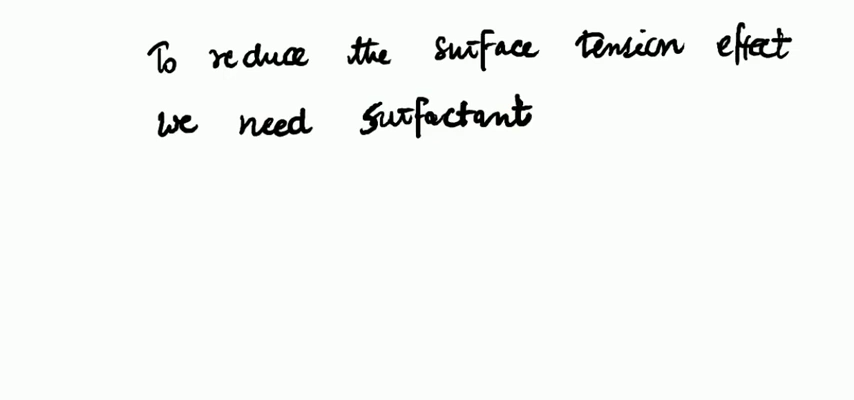 To reduce the surface tension effect
we need surfactant